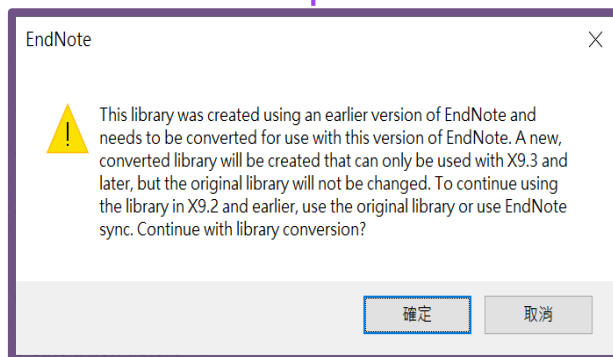 EndNote
This library was created using an earlier version of EndNote and
needs to be converted for use with this version of EndNote. A new,
converted library will be created that can only be used with X9.3 and
later, but the original library will not be changed. To continue using
the library in X9.2 and earlier, use the original library or use EndNote
sync. Continue with library conversion?
確定
取消